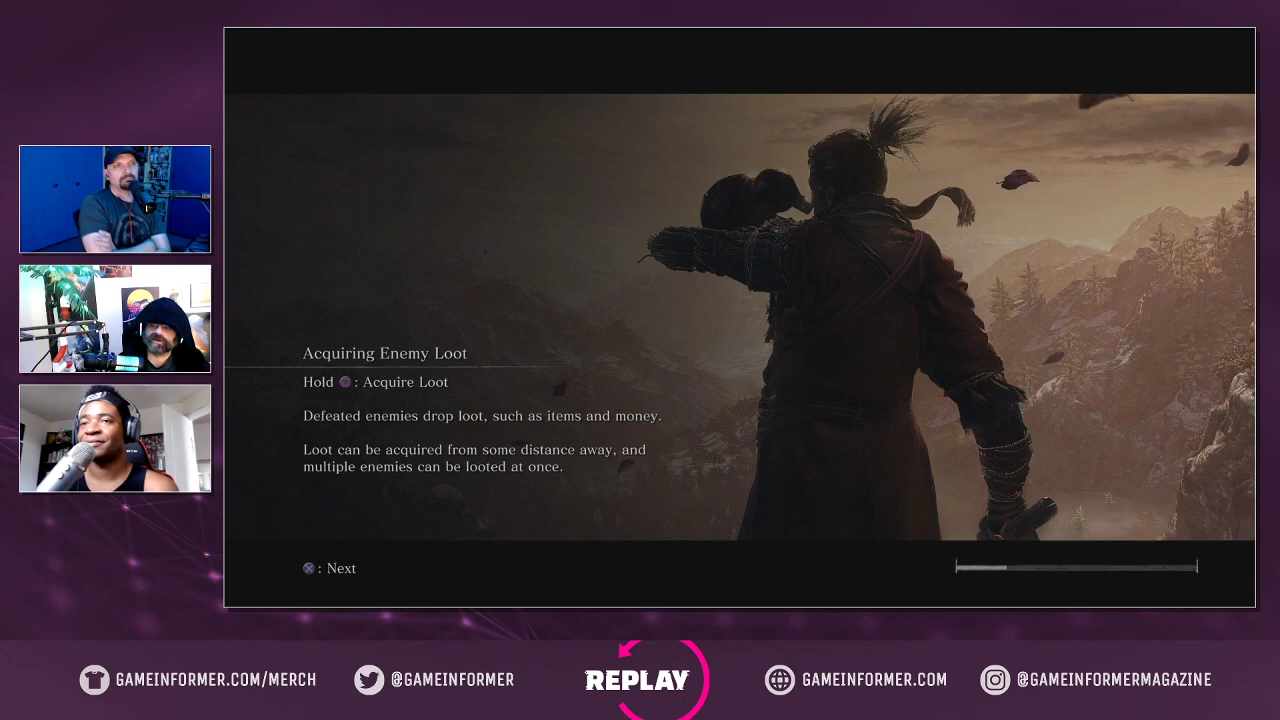 Acquiring Enemy Loot
Hold : Acquire Loot
Defeated enemies drop loot, such as items and money.
Loot can be acquired from some distance away, and
multiple enemies can be looted at once.
: Next
GAMEINFORMER.COM/MERCH
@GAMEINFORMER
REPLAY
GAMEINFORMER.COM
@GAMEINFORMERMAGAZINE